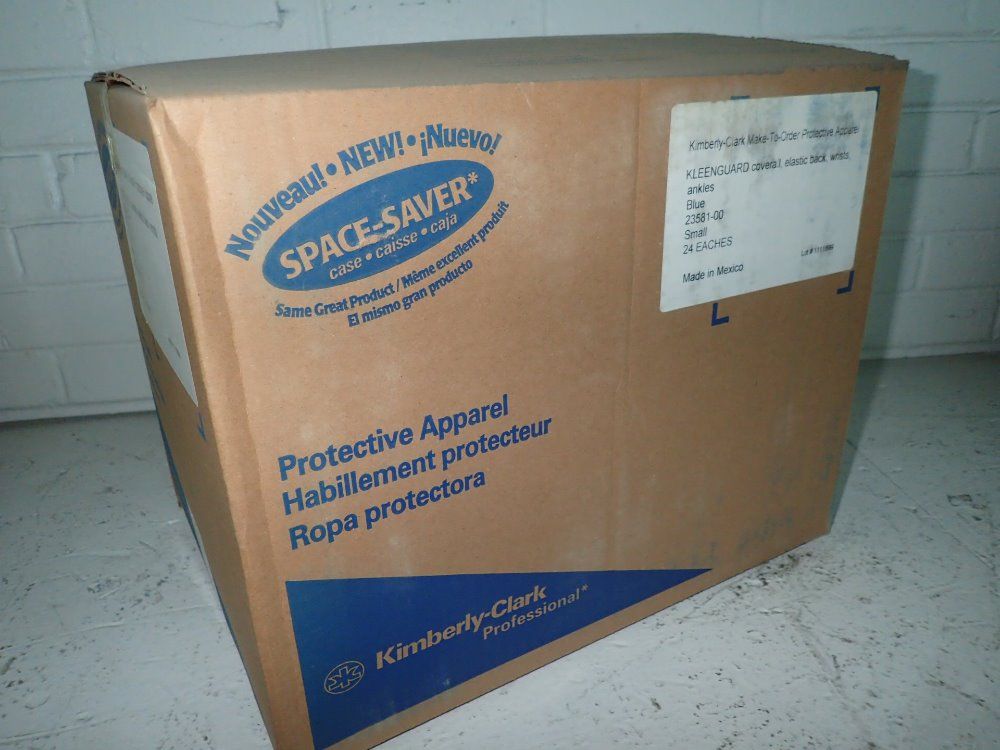 Nouveau! • NEW! • ¡Nuevo!
SPACE-SAVER*
case • caisse • caja
Same Great Product / Même excellent produit
El mismo gran producto
Kimberly-Clark Make-To-Order Protective Apparel
KLEENGUARD coverall, elastic back, wrists,
ankles
Blue
23581-00
Small
24 EACHES
Made in Mexico
Lot #
Protective Apparel
Habillement protecteur
Ropa protectora
Kimberly-Clark
Professional*